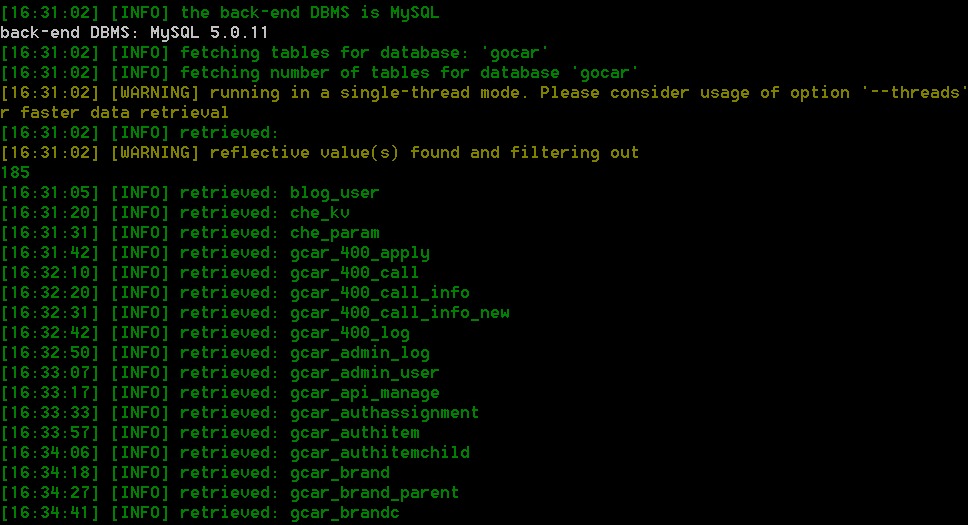 [16:31:02] [INFO] the back-end DBMS is MySQL
back-end DBMS: MySQL 5.0.11
[16:31:02] [INFO] fetching tables for database: 'gocar'
[16:31:02] [INFO] fetching number of tables for database 'gocar'
[16:31:02] [WARNING] running in a single-thread mode. Please consider usage of option '--threads'
r faster data retrieval
[16:31:02] [INFO] retrieved:
[16:31:02] [WARNING] reflective value(s) found and filtering out
185
[16:31:05] [INFO] retrieved: blog_user
[16:31:20] [INFO] retrieved: che_kv
[16:31:31] [INFO] retrieved: che_param
[16:31:42] [INFO] retrieved: gcar_400_apply
[16:32:10] [INFO] retrieved: gcar_400_call
[16:32:20] [INFO] retrieved: gcar_400_call_info
[16:32:31] [INFO] retrieved: gcar_400_call_info_new
[16:32:42] [INFO] retrieved: gcar_400_log
[16:32:50] [INFO] retrieved: gcar_admin_log
[16:33:07] [INFO] retrieved: gcar_admin_user
[16:33:17] [INFO] retrieved: gcar_api_manage
[16:33:33] [INFO] retrieved: gcar_authassignment
[16:33:57] [INFO] retrieved: gcar_authitem
[16:34:06] [INFO] retrieved: gcar_authitemchild
[16:34:18] [INFO] retrieved: gcar_brand
[16:34:27] [INFO] retrieved: gcar_brand_parent
[16:34:41] [INFO] retrieved: gcar_brandc